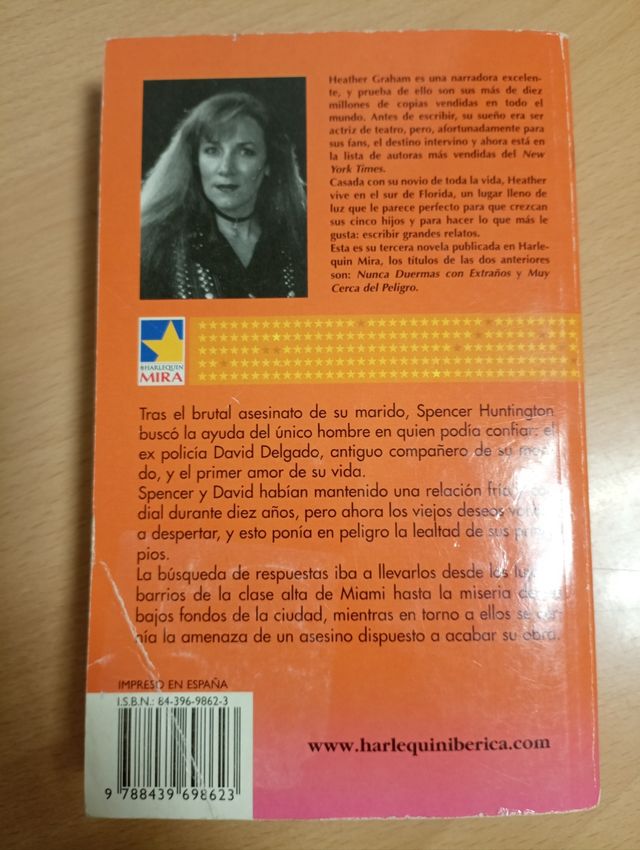 Heather Graham es una narradora excelen-
te, y prueba de ello son sus más de diez
millones de copias vendidas en todo el
mundo. Antes de escribir, su sueño era ser
actriz de teatro, pero, afortunadamente para
sus fans, el destino intervino y ahora está en
la lista de autoras más vendidas del New
York Times.
Casada con su novio de toda la vida, Heather
vive en el sur de Florida, un lugar lleno de
luz que le parece perfecto para que crezcan
sus cinco hijos y para hacer lo que más le
gusta: escribir grandes relatos.
Esta es su tercera novela publicada en Harle-
quin Mira, los títulos de las dos anteriores
son: Nunca Duermas con Extraños y Muy
Cerca del Peligro.
HARLEQUIN
MIRA
Tras el brutal asesinato de su marido, Spencer Huntington
buscó la ayuda del único hombre en quien podía confiar: el
ex policía David Delgado, antiguo compañero de su
do, y el primer amor de su vida.
Spencer y David habían mantenido una relación fría y
dial durante diez años, pero ahora los viejos deseos
a despertar, y esto ponía en peligro la lealtad de sus
pios.
La búsqueda de respuestas iba a llevarlos desde los
barrios de la clase alta de Miami hasta la miseria de
bajos fondos de la ciudad, mientras en torno a ellos se
nía la amenaza de un asesino dispuesto a acabar su obra.
IMPRESO EN ESPAÑA
I.S.B.N.: 84-396-9862-3
9 788439 698623
www.harlequiniberica.com